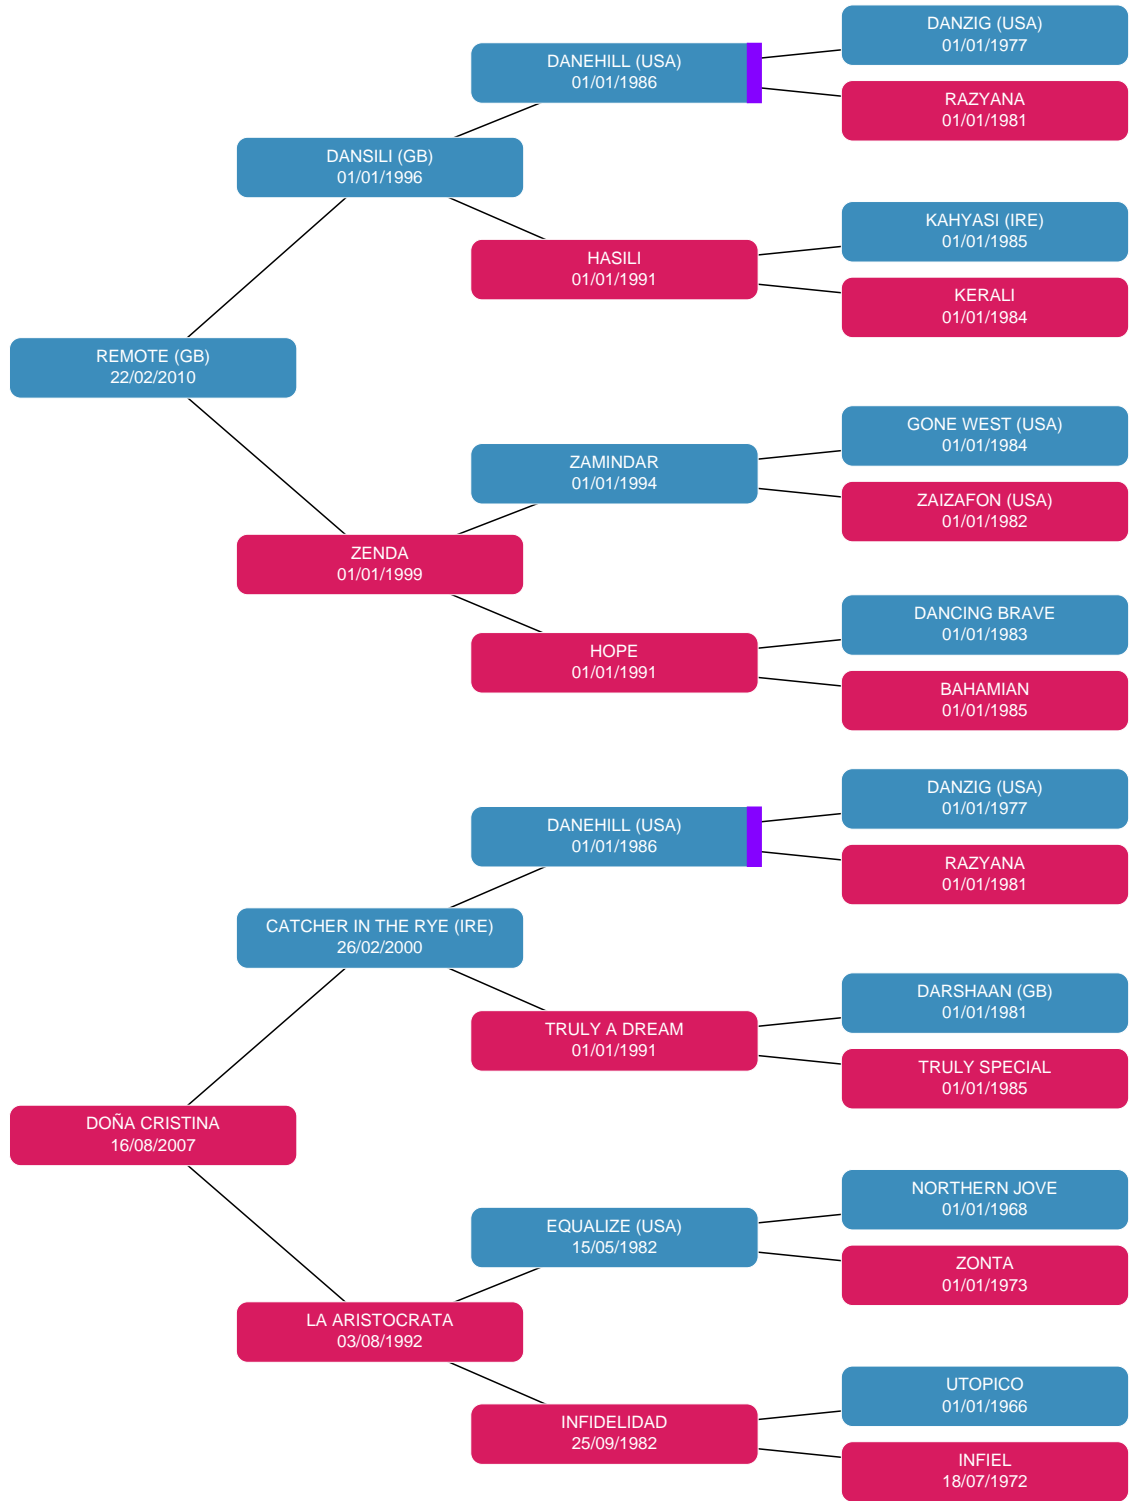 DANZIG (USA)
01/01/1977
DANEHILL (USA)
01/01/1986
RAZYANA
01/01/1981
DANSILI (GB)
01/01/1996
KAHYASI (IRE)
01/01/1985
HASILI
01/01/1991
KERALI
01/01/1984
REMOTE (GB)
22/02/2010
GONE WEST (USA)
01/01/1984
ZAMINDAR
01/01/1994
ZAIZAFON (USA)
01/01/1982
ZENDA
01/01/1999
DANCING BRAVE
01/01/1983
HOPE
01/01/1991
BAHAMIAN
01/01/1985
DANZIG (USA)
01/01/1977
DANEHILL (USA)
01/01/1986
RAZYANA
01/01/1981
CATCHER IN THE RYE (IRE)
26/02/2000
DARSHAAN (GB)
01/01/1981
TRULY A DREAM
01/01/1991
TRULY SPECIAL
01/01/1985
DOÑA CRISTINA
16/08/2007
NORTHERN JOVE
01/01/1968
EQUALIZE (USA)
15/05/1982
ZONTA
01/01/1973
LA ARISTOCRATA
03/08/1992
UTOPICO
01/01/1966
INFIDELIDAD
25/09/1982
INFIEL
18/07/1972